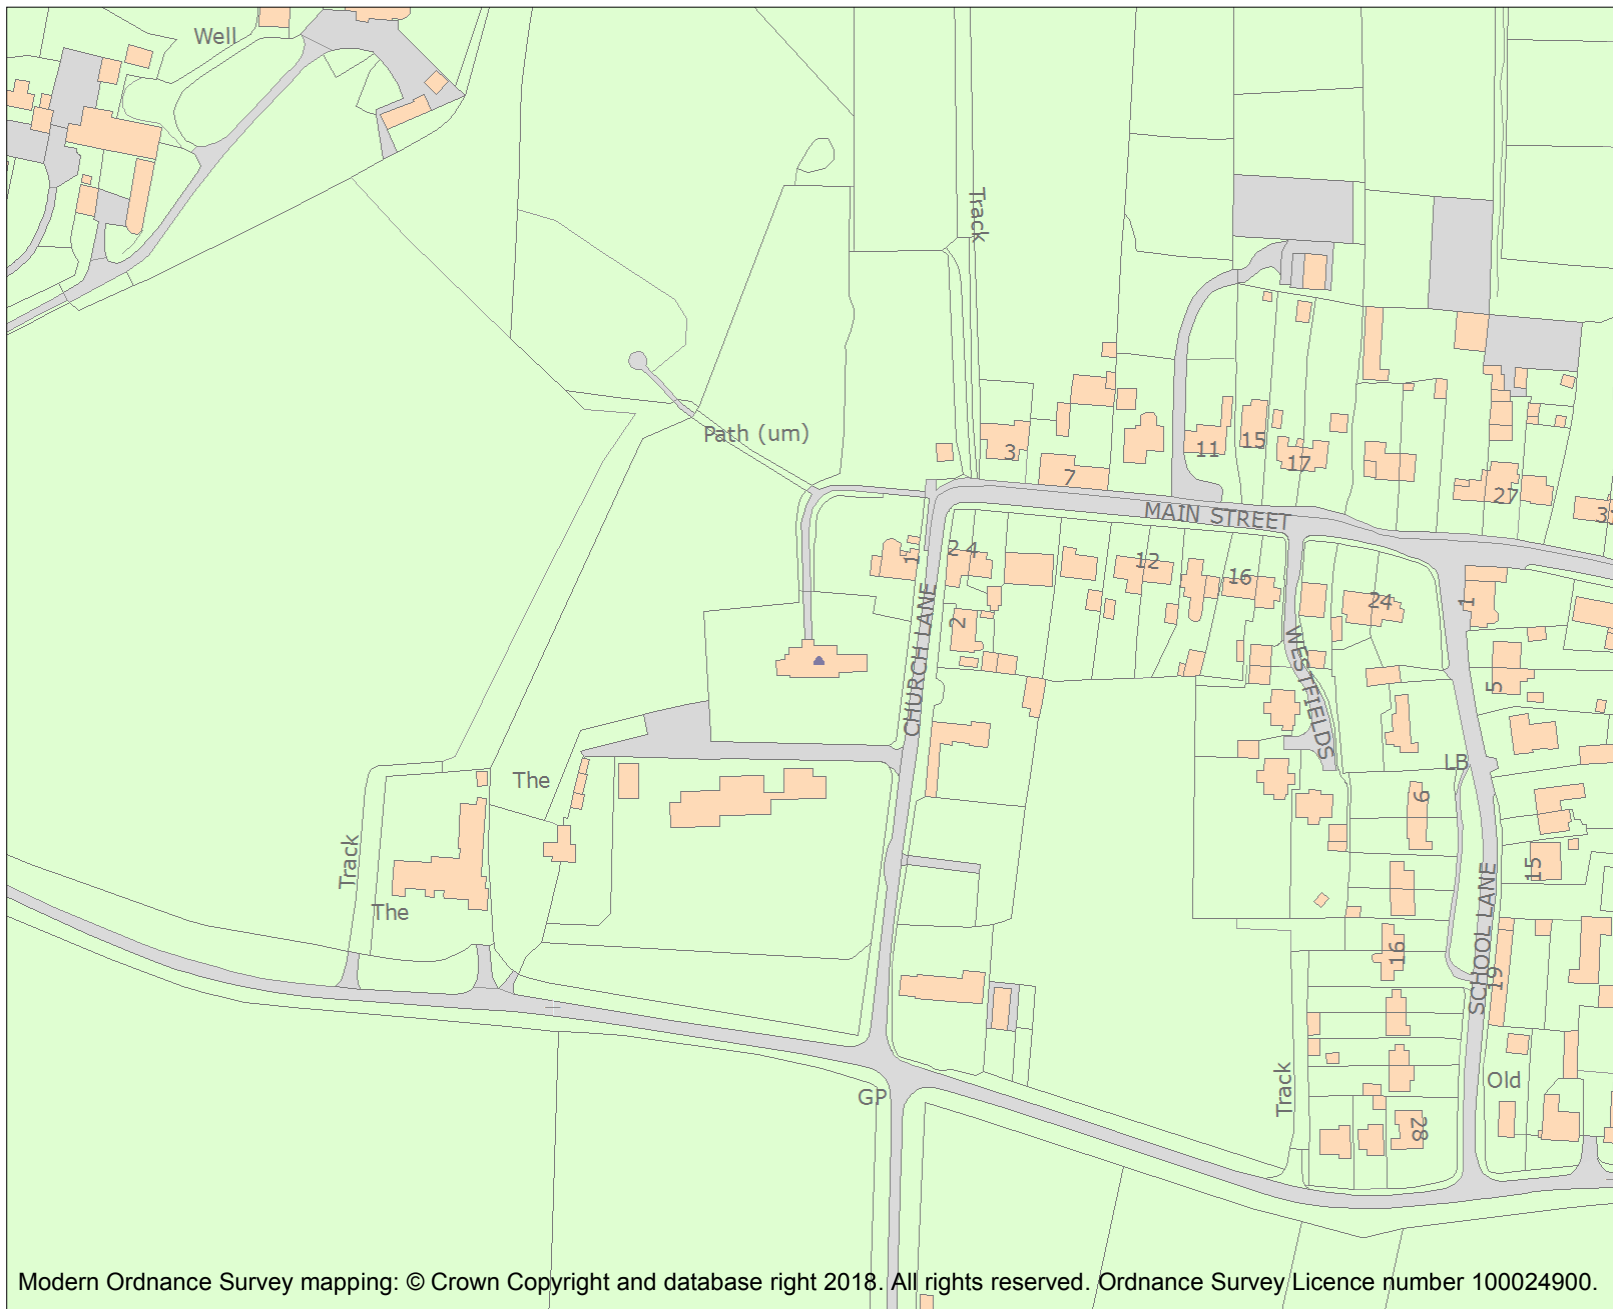 Well
Track
Path (um)
3
7
11
15
17
27
MAIN STREET
2 4
1
12
16
24
1
2
CHURCH LANE
WESTFIELDS
5
LB
The
9
Track
15
The
SCHOOL LANE
16
19
Track
Old
GP
28
Modern Ordnance Survey mapping: © Crown Copyright and database right 2018. All rights reserved. Ordnance Survey Licence number 100024900.